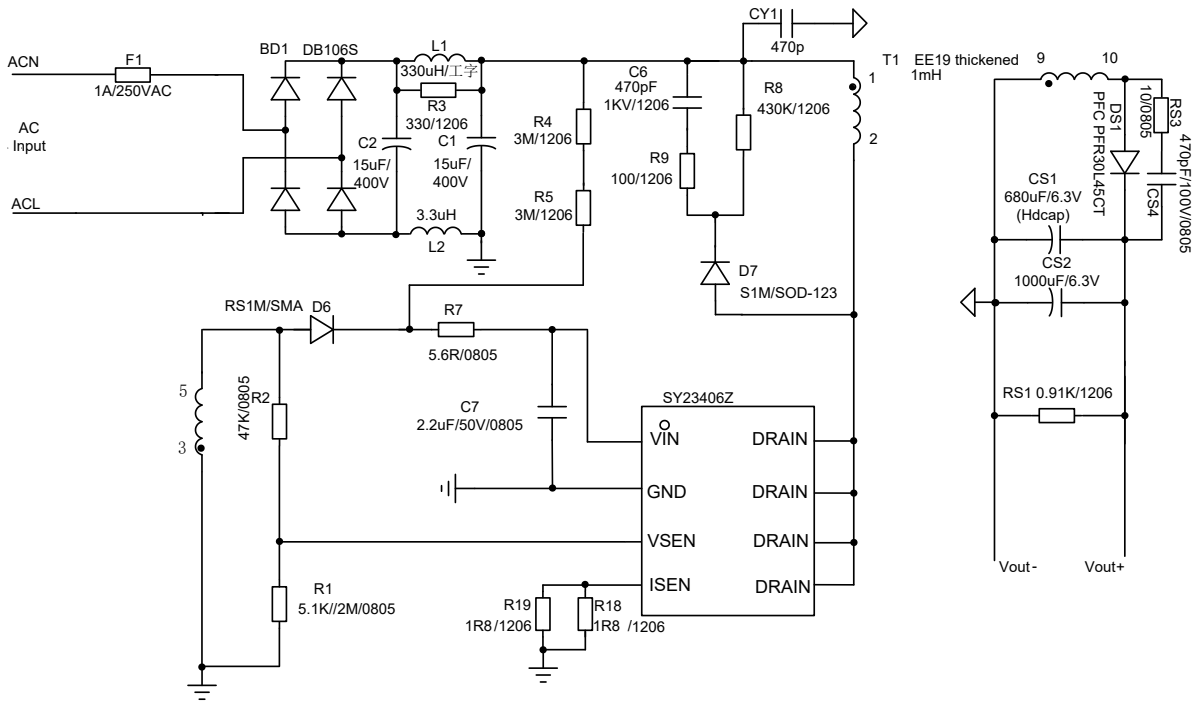 CY1
470p
ACN
F1
1A/250VAC
AC
Input
ACL
BD1
DB106S
L1
330uH/工字
R3
330/1206
C2
15uF/
400V
C1
15uF/
400V
3.3uH
L2
R4
3M/1206
R5
3M/1206
C6
470pF
1KV/1206
R9
100/1206
R8
430K/1206
D7
S1M/SOD-123
T1 EE19 thickened
1mH
1
2
9
10
DS1
PFC PFR30L45CT
RS3
10/0805
470pF/100V/0805
CS4
CS1
680uF/6.3V
(Hdcap)
CS2
1000uF/6.3V
RS1 0.91K/1206
Vout-
Vout+
RS1M/SMA
D6
R7
5.6R/0805
5
3
47K/0805
R2
C7
2.2uF/50V/0805
R1
5.1K//2M/0805
SY23406Z
VIN
GND
VSEN
ISEN
DRAIN
DRAIN
DRAIN
DRAIN
R19
1R8/1206
R18
1R8 /1206